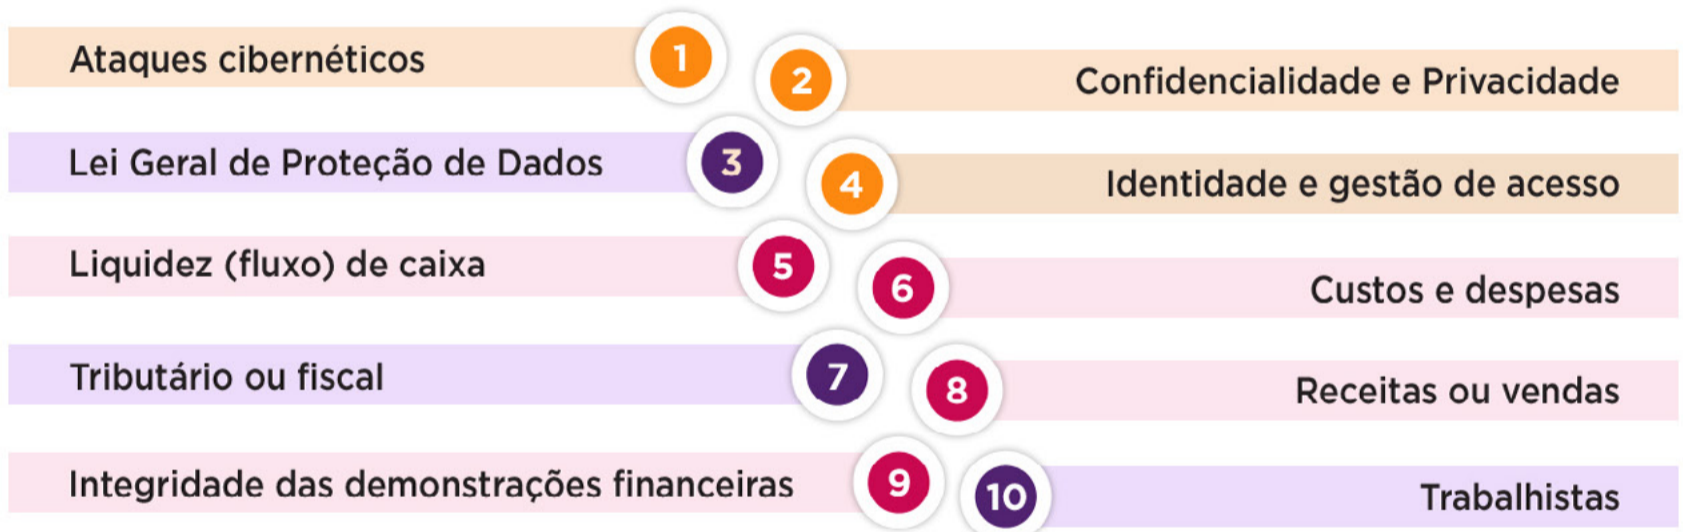 Ataques cibernéticos
1
2
Confidencialidade e Privacidade
Lei Geral de Proteção de Dados
3
4
Identidade e gestão de acesso
Liquidez (fluxo) de caixa
5
6
Custos e despesas
Tributário ou fiscal
7
8
Receitas ou vendas
Integridade das demonstrações financeiras
9
10
Trabalhistas